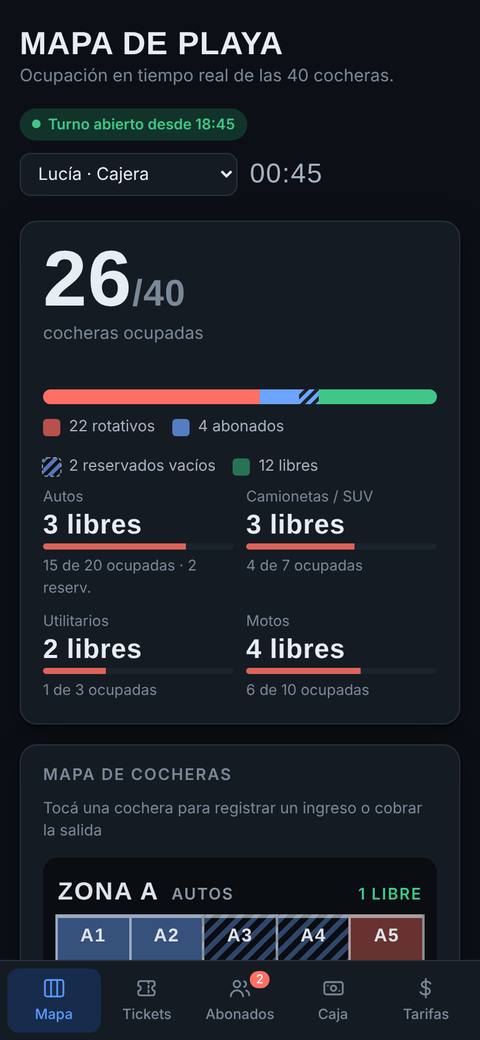 MAPA DE PLAYA
Ocupación en tiempo real de las 40 cocheras.
Turno abierto desde 18:45
Lucía · Cajera
00:45
26/40
cocheras ocupadas
22 rotativos
4 abonados
2 reservados vacíos
12 libres
Autos
3 libres
15 de 20 ocupadas · 2
reserv.
Camionetas / SUV
3 libres
4 de 7 ocupadas
Utilitarios
2 libres
1 de 3 ocupadas
Motos
4 libres
6 de 10 ocupadas
MAPA DE COCHERAS
Tocá una cochera para registrar un ingreso o cobrar
la salida
ZONA A AUTOS
1 LIBRE
A1
A2
A3
A4
A5
Mapa
Tickets
2
Abonados
Caja
Tarifas